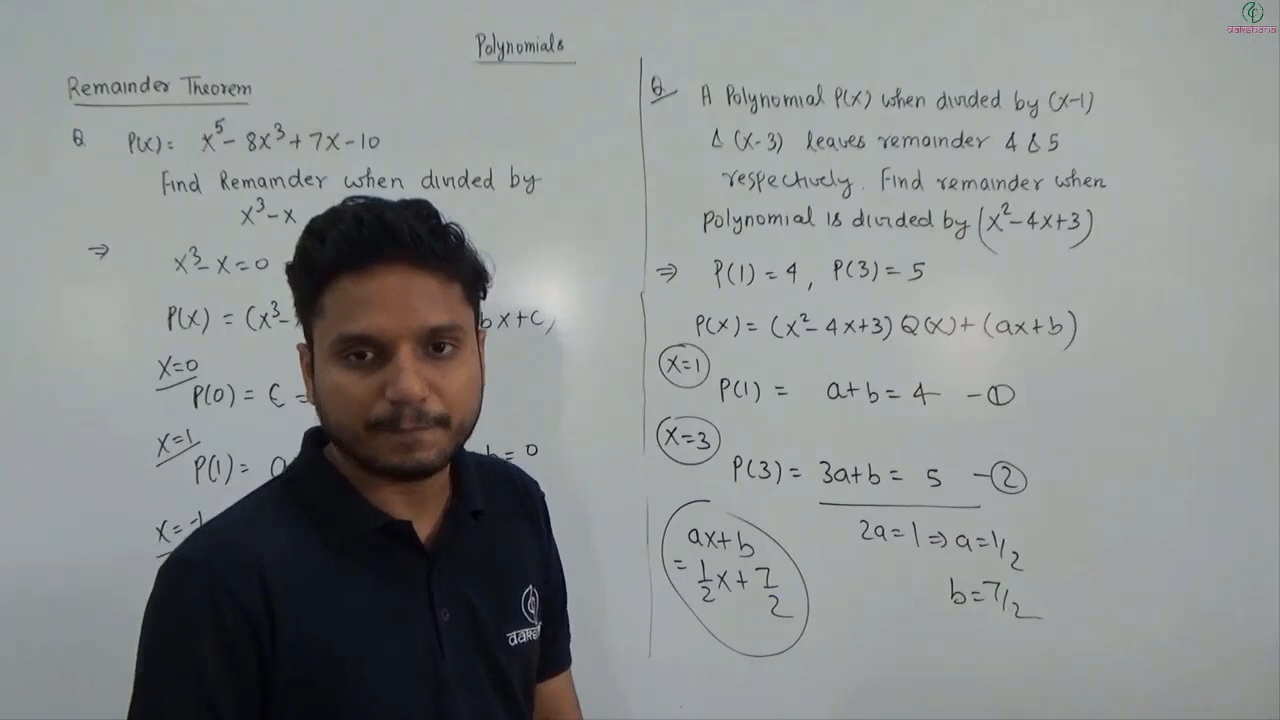 dakshana
Polynomials
Remainder Theorem
Q P(x) = x⁵ - 8x³ + 7x - 10
Find Remainder when divided by
x³ - x
⇒ x³ - x = 0
P(x) = (x³ - bx + c,
x=0
P(0) = c =
x=1
P(1) = b = 0
x=-1
Q A Polynomial P(x) when divided by (x-1)
& (x-3) leaves remainder 4 & 5
respectively. Find remainder when
polynomial is divided by (x² - 4x + 3)
⇒ P(1) = 4, P(3) = 5
P(x) = (x² - 4x + 3) Q(x) + (ax + b)
x=1
P(1) = a + b = 4 - ①
x=3
P(3) = 3a + b = 5 - ②
2a = 1 ⇒ a = 1/2
b = 7/2
ax + b
= 1/2 x + 7/2